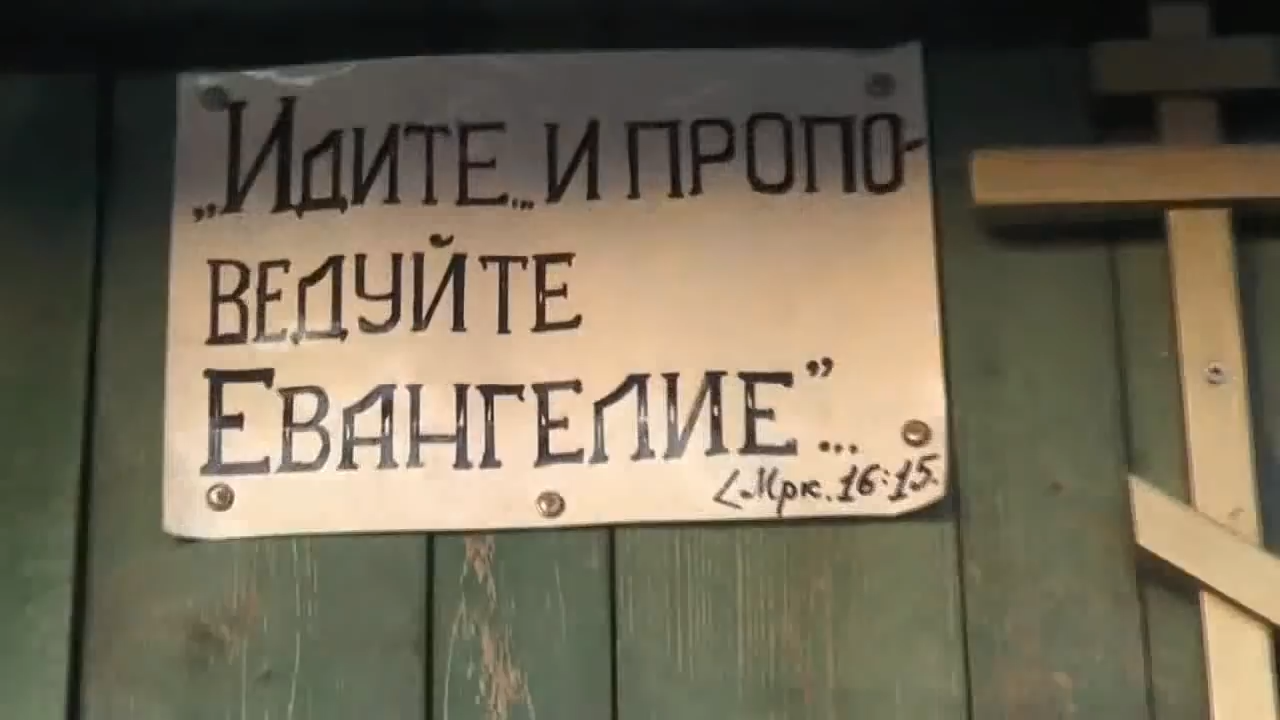 „Идите... и пропо-
ведуйте
Евангелие”...
<Мрк. 16:15.